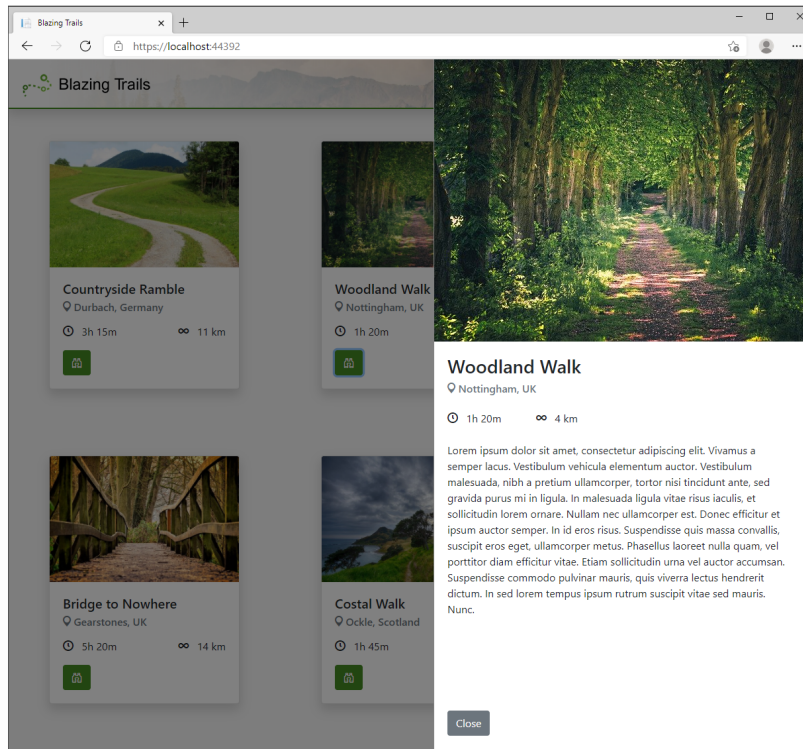 Blazing Trails
https://localhost:44392
Blazing Trails
Countryside Ramble
Durbach, Germany
3h 15m 11 km
Woodland Walk
Nottingham, UK
1h 20m
Bridge to Nowhere
Gearstones, UK
5h 20m 14 km
Costal Walk
Ockle, Scotland
1h 45m
Woodland Walk
Nottingham, UK
1h 20m 4 km
Lorem ipsum dolor sit amet, consectetur adipiscing elit. Vivamus a
semper lacus. Vestibulum vehicula elementum auctor. Vestibulum
malesuada, nibh a pretium ullamcorper, tortor nisi tincidunt ante, sed
gravida purus mi in ligula. In malesuada ligula vitae risus iaculis, et
sollicitudin lorem ornare. Nullam nec ullamcorper est. Donec efficitur et
ipsum auctor semper. In id eros risus. Suspendisse quis massa convallis,
suscipit eros eget, ullamcorper metus. Phasellus laoreet nulla quam, vel
porttitor diam efficitur vitae. Etiam sollicitudin urna vel auctor accumsan.
Suspendisse commodo pulvinar mauris, quis viverra lectus hendrerit
dictum. In sed lorem tempus ipsum rutrum suscipit vitae sed mauris.
Nunc.
Close